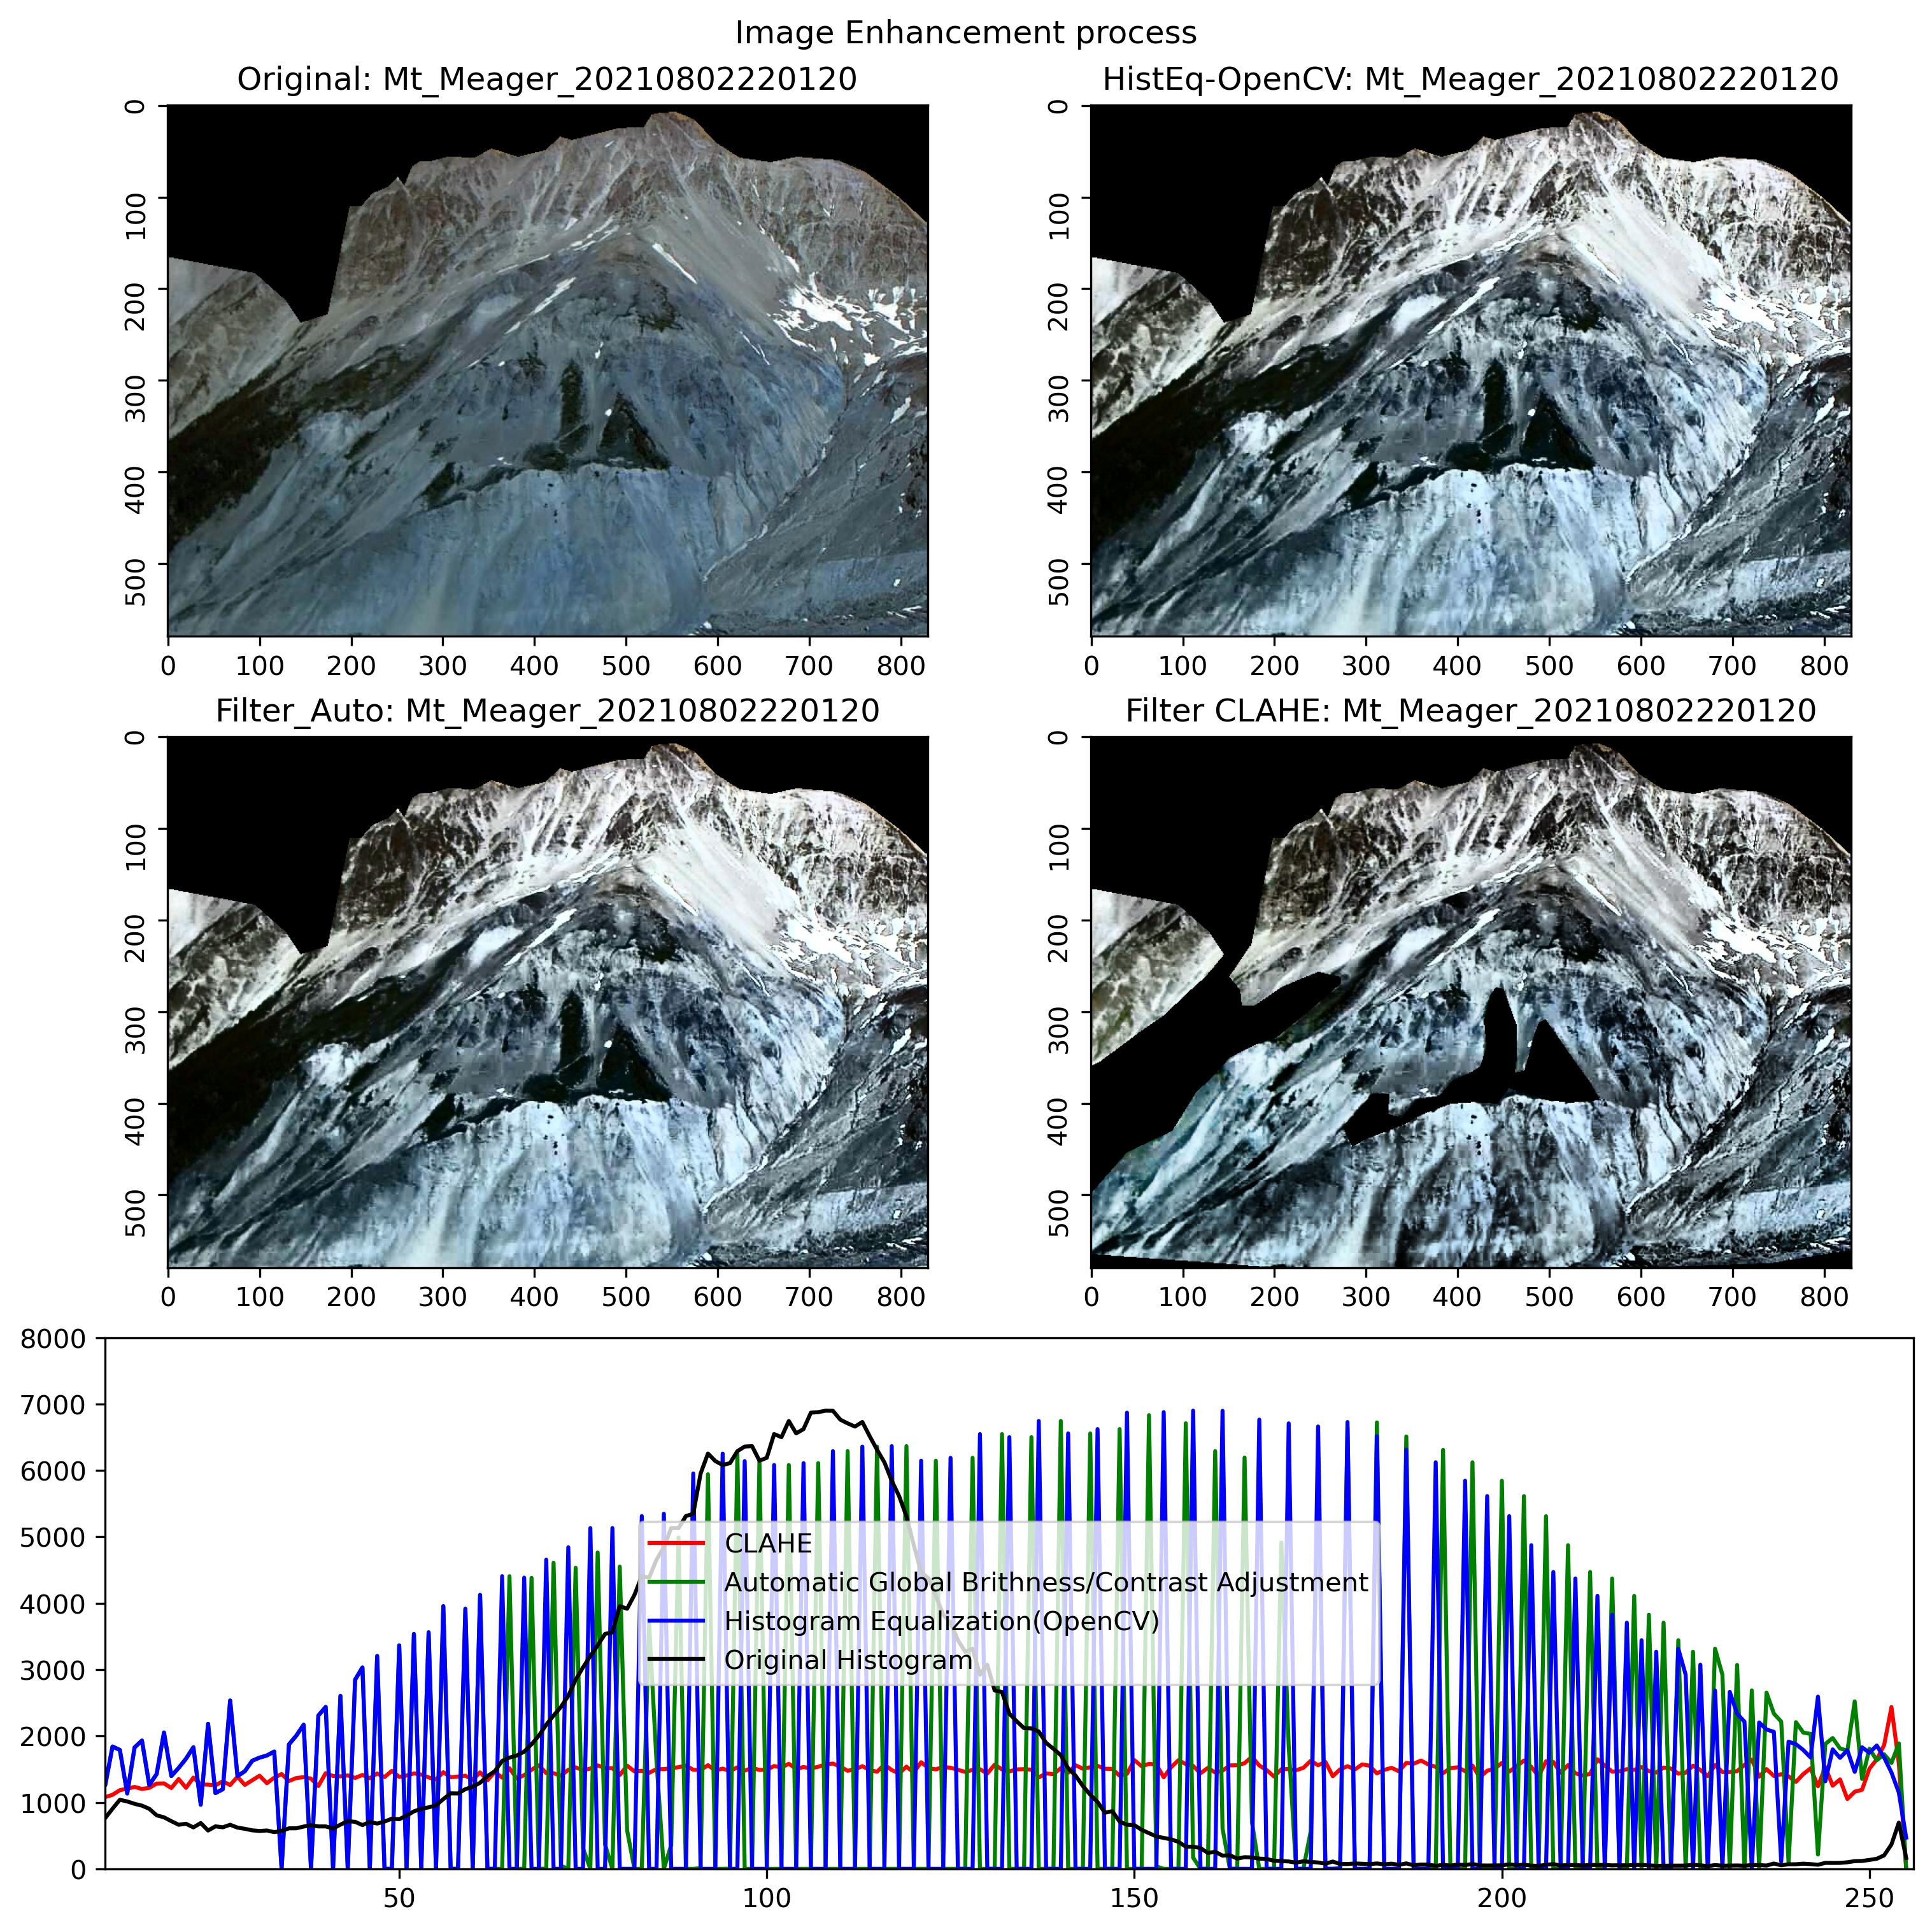 Image Enhancement process
Original: Mt_Meager_20210802220120
0
100
200
300
400
500
0 100 200 300 400 500 600 700 800
HistEq-OpenCV: Mt_Meager_20210802220120
0
100
200
300
400
500
0 100 200 300 400 500 600 700 800
Filter_Auto: Mt_Meager_20210802220120
0
100
200
300
400
500
0 100 200 300 400 500 600 700 800
Filter CLAHE: Mt_Meager_20210802220120
0
100
200
300
400
500
0 100 200 300 400 500 600 700 800
8000
7000
6000
5000
4000
3000
2000
1000
0
CLAHE
Automatic Global Brithness/Contrast Adjustment
Histogram Equalization(OpenCV)
Original Histogram
50 100 150 200 250